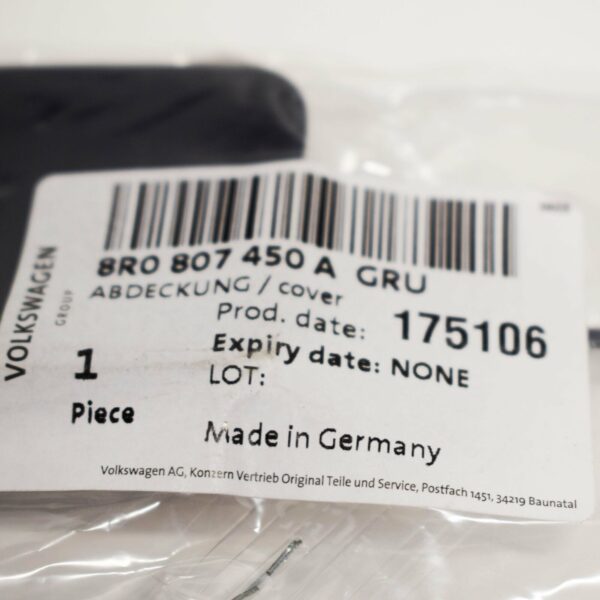 8R0 807 450 A GRU
ABDECKUNG / cover
Prod. date: 175106
Expiry date: NONE
LOT:
1
Piece
Made in Germany
VOLKSWAGEN
GROUP
Volkswagen AG, Konzern Vertrieb Original Teile und Service, Postfach 1451, 34219 Baunatal